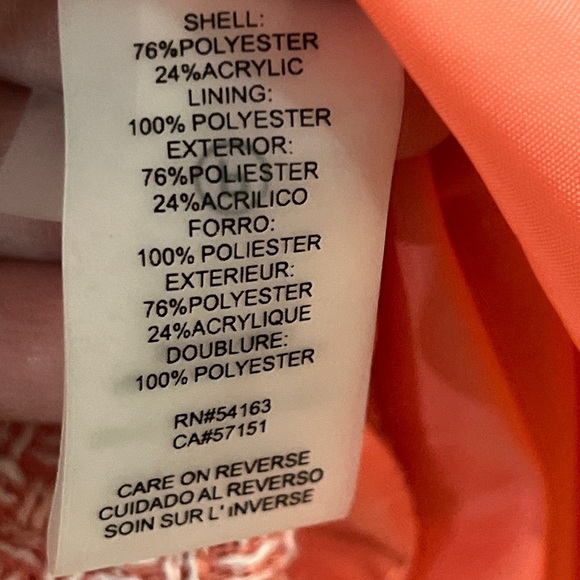 SHELL:
76%POLYESTER
24%ACRYLIC
LINING:
100% POLYESTER
EXTERIOR:
76%POLIESTER
24%ACRILICO
FORRO:
100% POLIESTER
EXTERIEUR:
76%POLYESTER
24%ACRYLIQUE
DOUBLURE:
100% POLYESTER
RN#54163
CA#57151
CARE ON REVERSE
CUIDADO AL REVERSO
SOIN SUR L' INVERSE